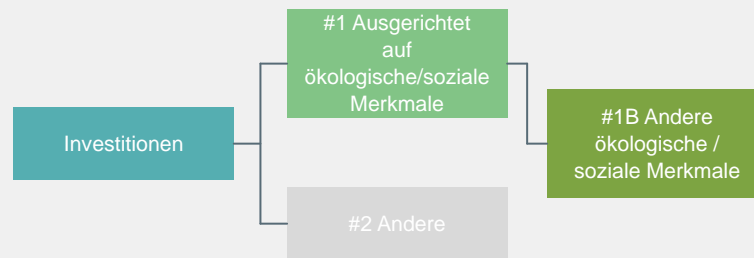 #1 Ausgerichtet
auf
ökologische/soziale
Merkmale
Investitionen
#1B Andere
ökologische /
soziale Merkmale
#2 Andere